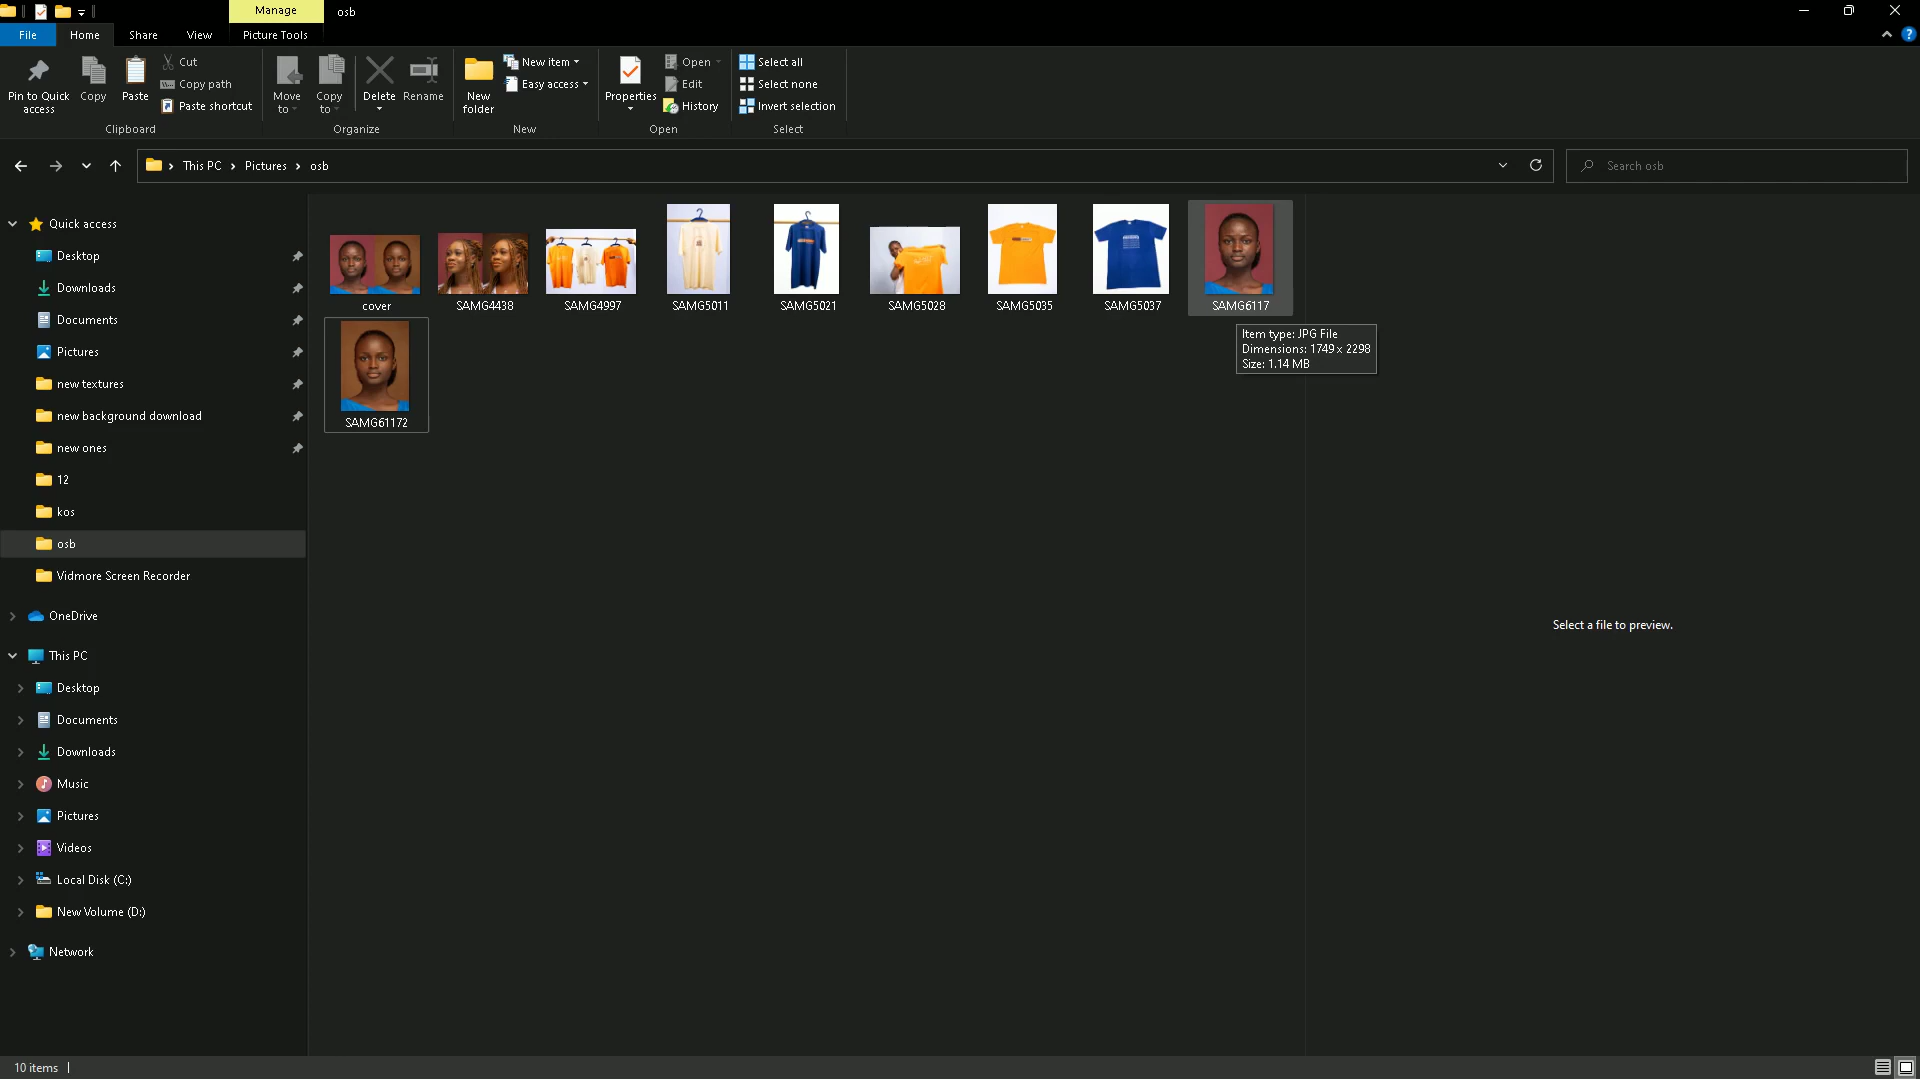 Manage
osb
File
Home
Share
View
Picture Tools
Pin to Quick access
Copy
Paste
Cut
Copy path
Paste shortcut
Clipboard
Move to
Copy to
Delete
Rename
Organize
New folder
New item
Easy access
New
Properties
Open
Edit
History
Open
Select all
Select none
Invert selection
Select
This PC
Pictures
osb
Search osb
Quick access
Desktop
Downloads
Documents
Pictures
new textures
new background download
new ones
12
kos
osb
Vidmore Screen Recorder
OneDrive
This PC
Desktop
Documents
Downloads
Music
Pictures
Videos
Local Disk (C:)
New Volume (D:)
Network
cover
SAMG4438
SAMG4997
SAMG5011
SAMG5021
SAMG5028
SAMG5035
SAMG5037
SAMG6117
Item type: JPG File
Dimensions: 1749 x 2298
Size: 1.14 MB
SAMG61172
Select a file to preview.
10 items